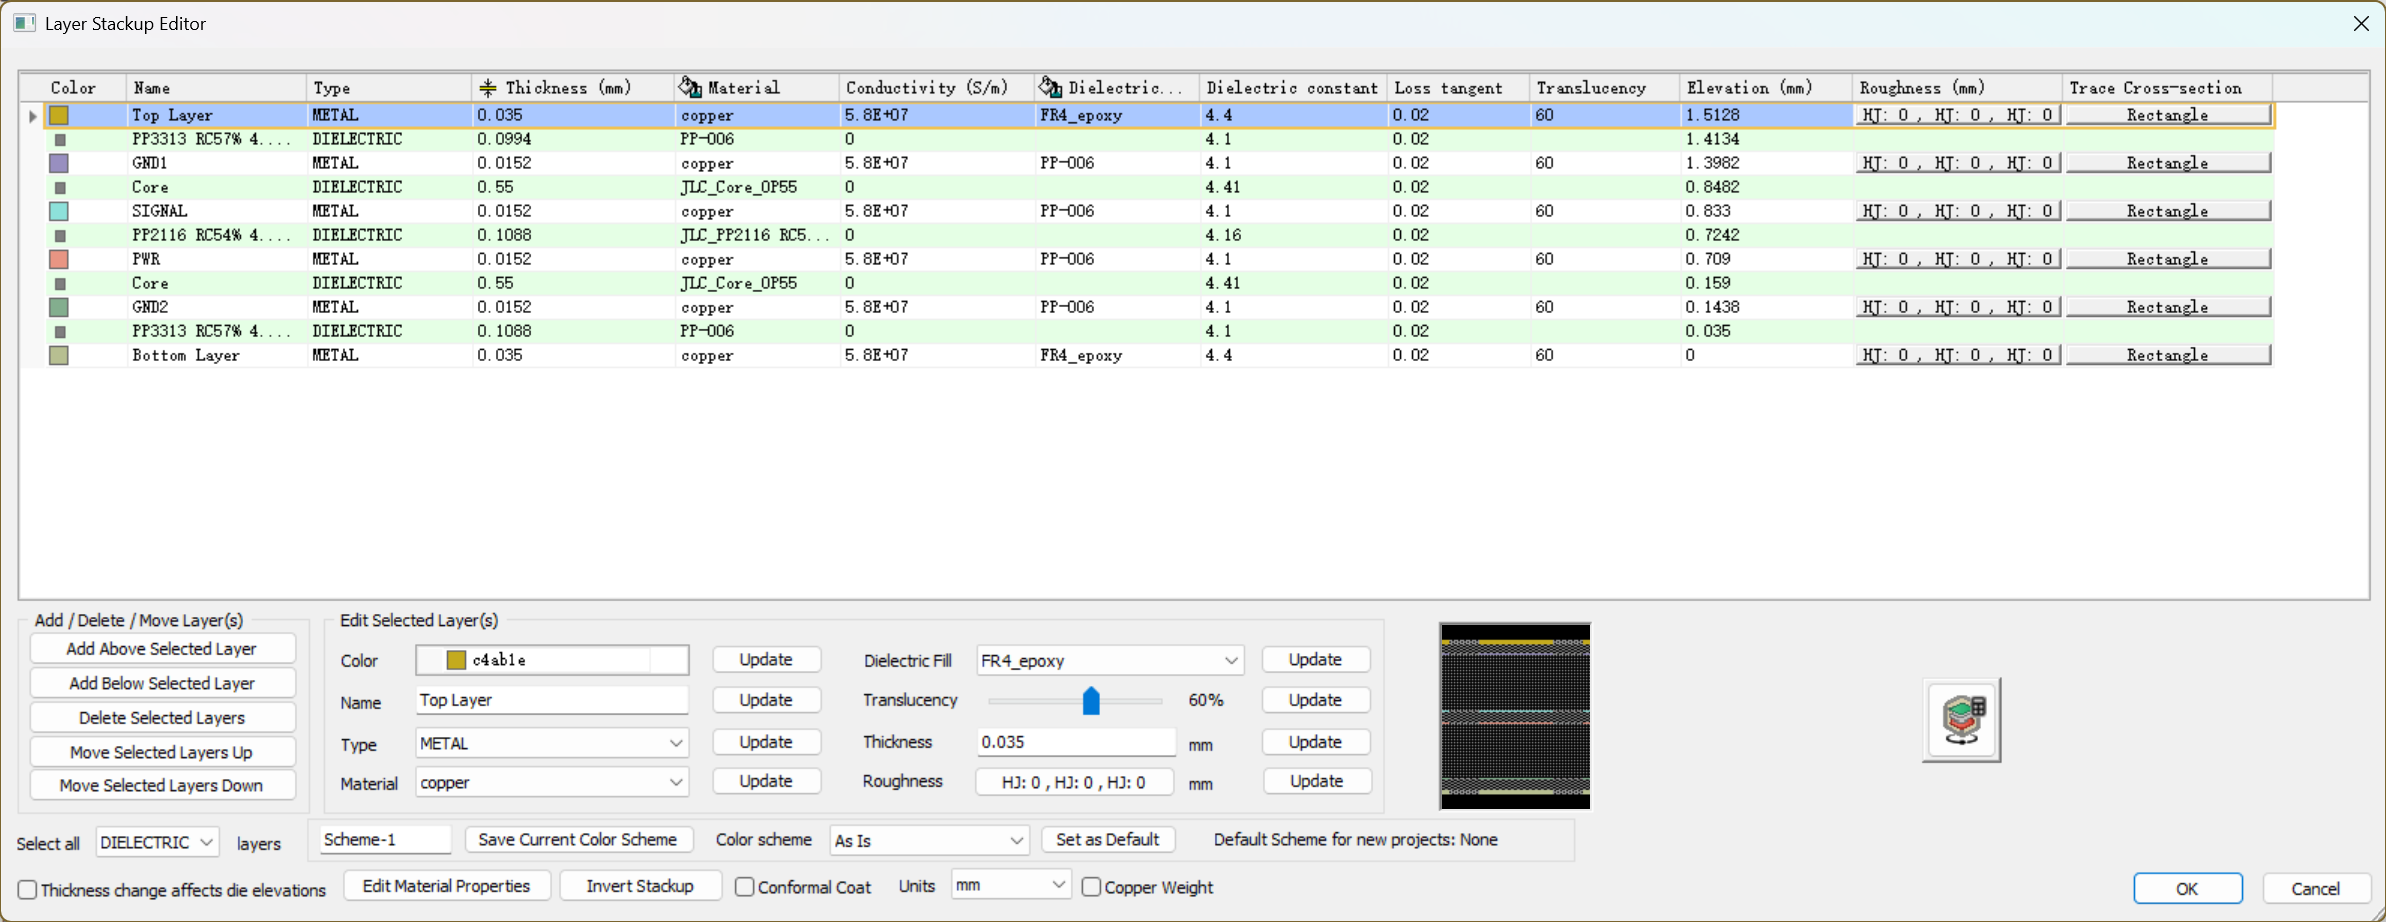 Layer Stackup Editor
Color Name Type Thickness (mm) Material Conductivity (S/m) Dielectric... Dielectric constant Loss tangent Translucency Elevation (mm) Roughness (mm) Trace Cross-section
Top Layer METAL 0.035 copper 5.8E+07 FR4_epoxy 4.4 0.02 60 1.5128 HJ: 0 , HJ: 0 , HJ: 0 Rectangle
PP3313 RC57% 4.... DIELECTRIC 0.0994 PP-006 0 4.1 0.02 1.4134
GND1 METAL 0.0152 copper 5.8E+07 PP-006 4.1 0.02 60 1.3982 HJ: 0 , HJ: 0 , HJ: 0 Rectangle
Core DIELECTRIC 0.55 JLC_Core_0P55 0 4.41 0.02 0.8482
SIGNAL METAL 0.0152 copper 5.8E+07 PP-006 4.1 0.02 60 0.833 HJ: 0 , HJ: 0 , HJ: 0 Rectangle
PP2116 RC54% 4.... DIELECTRIC 0.1088 JLC_PP2116 RC5... 0 4.16 0.02 0.7242
PWR METAL 0.0152 copper 5.8E+07 PP-006 4.1 0.02 60 0.709 HJ: 0 , HJ: 0 , HJ: 0 Rectangle
Core DIELECTRIC 0.55 JLC_Core_0P55 0 4.41 0.02 0.159
GND2 METAL 0.0152 copper 5.8E+07 PP-006 4.1 0.02 60 0.1438 HJ: 0 , HJ: 0 , HJ: 0 Rectangle
PP3313 RC57% 4.... DIELECTRIC 0.1088 PP-006 0 4.1 0.02 0.035
Bottom Layer METAL 0.035 copper 5.8E+07 FR4_epoxy 4.4 0.02 60 0 HJ: 0 , HJ: 0 , HJ: 0 Rectangle
Add / Delete / Move Layer(s)
Add Above Selected Layer
Add Below Selected Layer
Delete Selected Layers
Move Selected Layers Up
Move Selected Layers Down
Edit Selected Layer(s)
Color c4ab1e Update Dielectric Fill FR4_epoxy Update
Name Top Layer Update Translucency 60% Update
Type METAL Update Thickness 0.035 mm Update
Material copper Update Roughness HJ: 0 , HJ: 0 , HJ: 0 mm Update
Select all DIELECTRIC layers Scheme-1 Save Current Color Scheme Color scheme As Is Set as Default Default Scheme for new projects: None
Thickness change affects die elevations Edit Material Properties Invert Stackup Conformal Coat Units mm Copper Weight OK Cancel